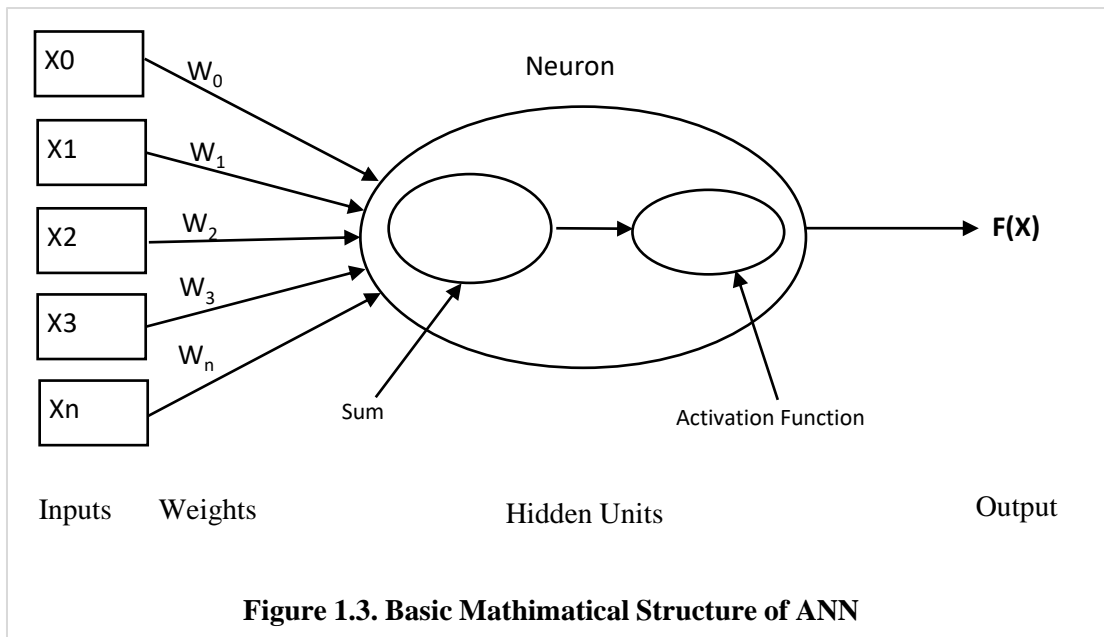 X0
W0
Neuron
X1
W1
X2
W2
F(X)
X3
W3
Xn
Wn
Sum
Activation Function
Inputs Weights Hidden Units Output
Figure 1.3. Basic Mathimatical Structure of ANN